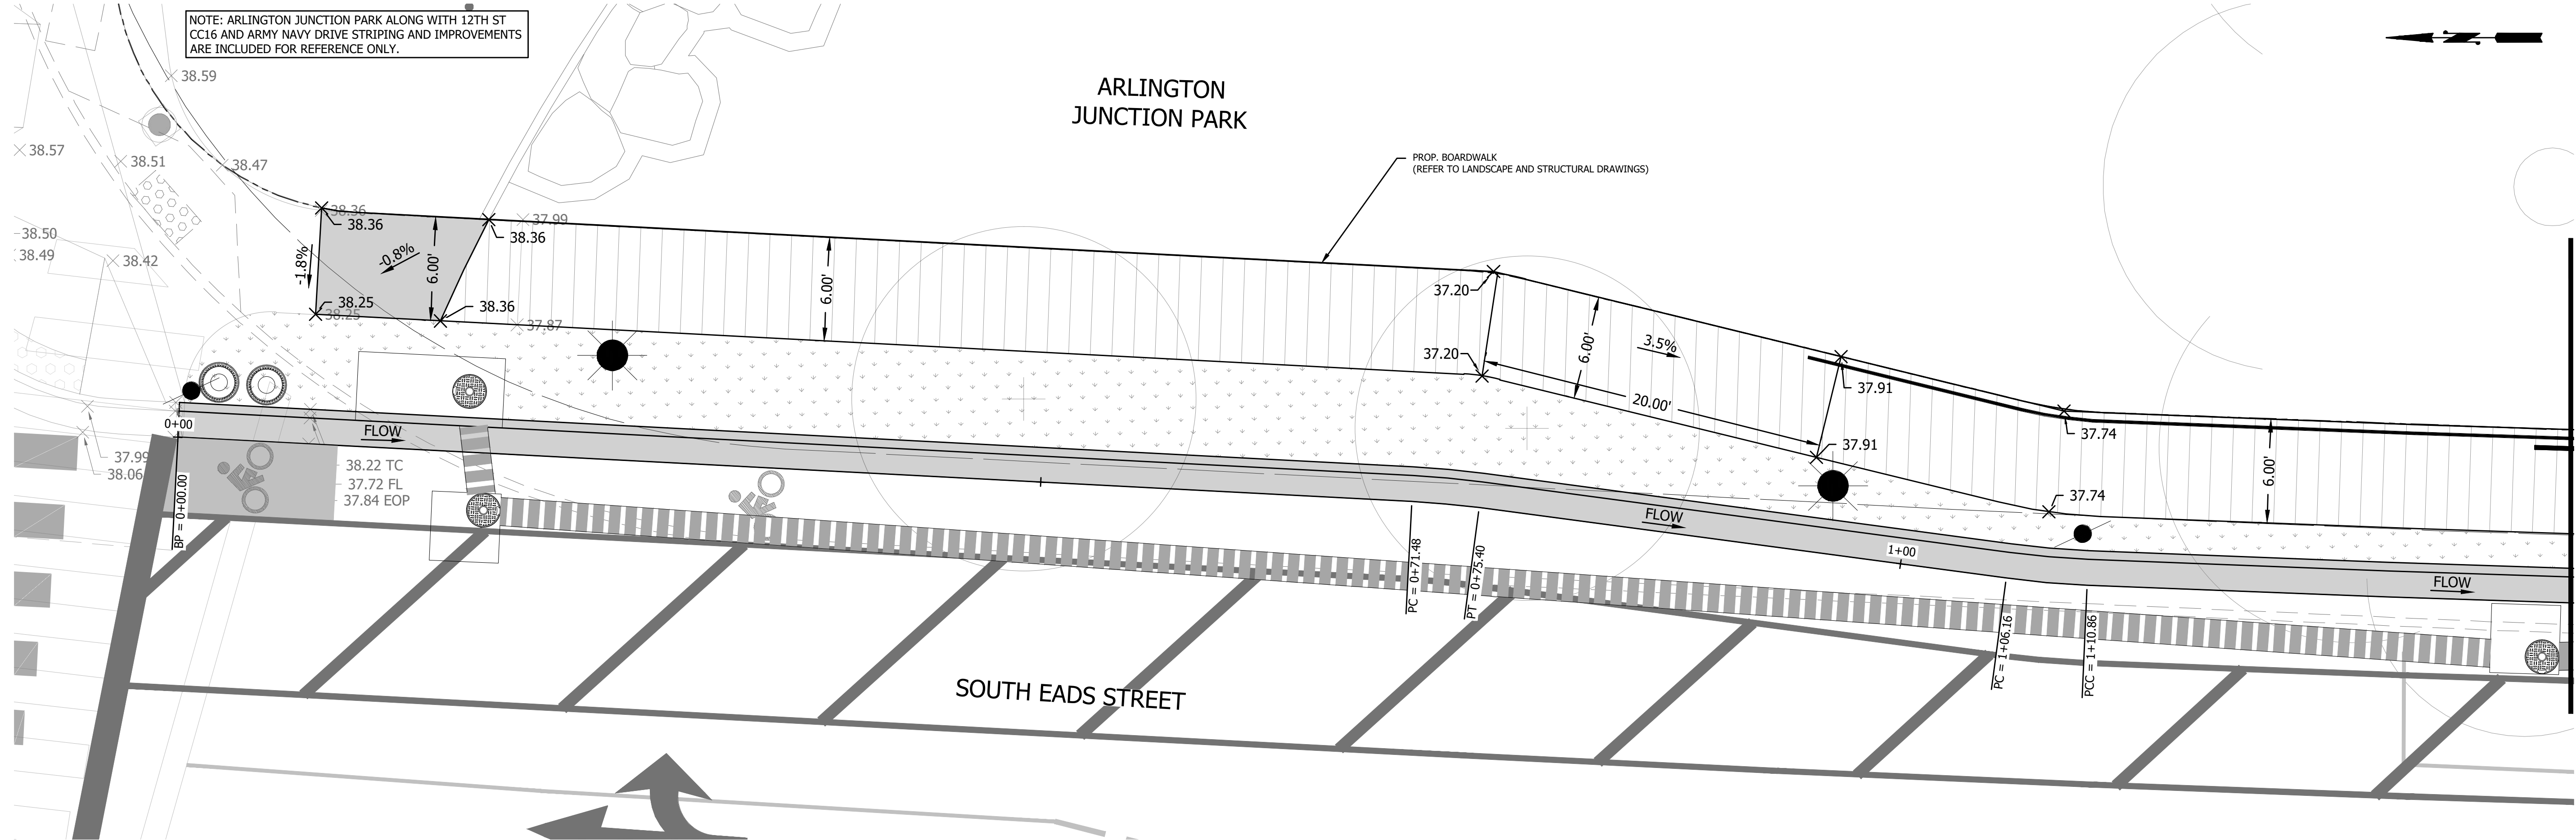 NOTE: ARLINGTON JUNCTION PARK ALONG WITH 12TH ST
CC16 AND ARMY NAVY DRIVE STRIPING AND IMPROVEMENTS
ARE INCLUDED FOR REFERENCE ONLY.
38.59
38.57
38.51
38.47
ARLINGTON
JUNCTION PARK
PROP. BOARDWALK
(REFER TO LANDSCAPE AND STRUCTURAL DRAWINGS)
38.36
38.36
37.99
38.36
38.50
38.49
38.42
-1.8%
-0.8%
6.00'
6.00'
38.25
38.25
38.36
37.87
37.20
37.20
6.00'
3.5%
20.00'
37.91
37.91
37.74
37.74
6.00'
0+00
FLOW
FLOW
1+00
FLOW
37.99
38.06
38.22 TC
37.72 FL
37.84 EOP
BP = 0+00.00
PC = 0+71.48
PT = 0+75.40
PC = 1+06.16
PCC = 1+10.86
SOUTH EADS STREET